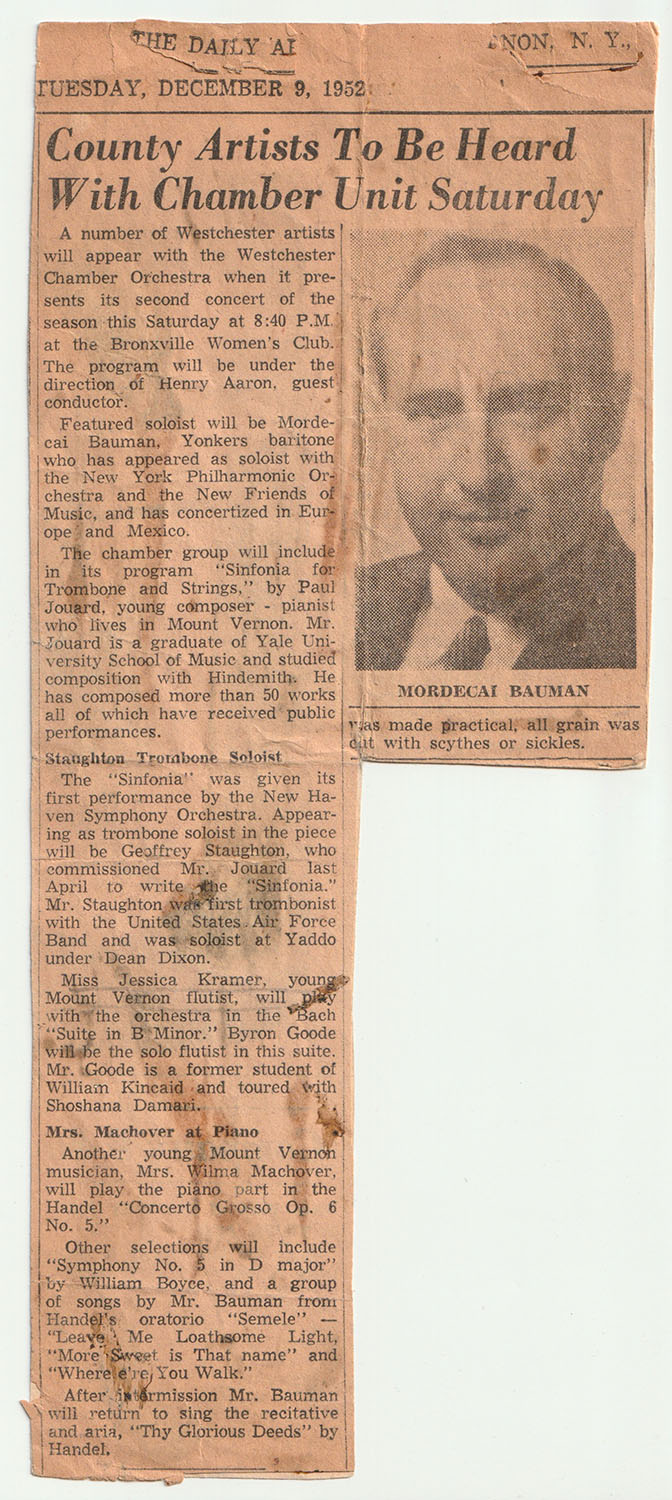 THE DAILY
NON, N. Y.,
TUESDAY, DECEMBER 9, 1952
County Artists To Be Heard
With Chamber Unit Saturday
A number of Westchester artists
will appear with the Westchester
Chamber Orchestra when it pre-
sents its second concert of the
season this Saturday at 8:40 P.M.
at the Bronxville Women's Club.
The program will be under the
direction of Henry Aaron, guest
conductor.
Featured soloist will be Morde-
cai Bauman, Yonkers baritone
who has appeared as soloist with
the New York Philharmonic Or-
chestra and the New Friends of
Music, and has concertized in Eur-
ope and Mexico.
The chamber group will include
in its program "Sinfonia for
Trombone and Strings," by Paul
Jouard, young composer - pianist
who lives in Mount Vernon. Mr.
Jouard is a graduate of Yale Uni-
versity School of Music and studied
composition with Hindemith. He
has composed more than 50 works
all of which have received public
performances.
Staughton Trombone Soloist
The "Sinfonia" was given its
first performance by the New Ha-
ven Symphony Orchestra. Appear-
ing as trombone soloist in the piece
will be Geoffrey Staughton, who
commissioned Mr. Jouard last
April to write the "Sinfonia."
Mr. Staughton was first trombonist
with the United States Air Force
Band and was soloist at Yaddo
under Dean Dixon.
Miss Jessica Kramer, young
Mount Vernon flutist, will play
with the orchestra in the Bach
"Suite in B Minor." Byron Goode
will be the solo flutist in this suite.
Mr. Goode is a former student of
William Kincaid and toured with
Shoshana Damari.
Mrs. Machover at Piano
Another young Mount Vernon
musician, Mrs. Wilma Machover,
will play the piano part in the
Handel "Concerto Grosso Op. 6
No. 5."
Other selections will include
"Symphony No. 5 in D major"
by William Boyce, and a group
of songs by Mr. Bauman from
Handel's oratorio "Semele" —
"Leave Me Loathsome Light,
"More Sweet is That name" and
"Where e're You Walk."
After intermission Mr. Bauman
will return to sing the recitative
and aria, "Thy Glorious Deeds" by
Handel.
MORDECAI BAUMAN
was made practical, all grain was
cut with scythes or sickles.